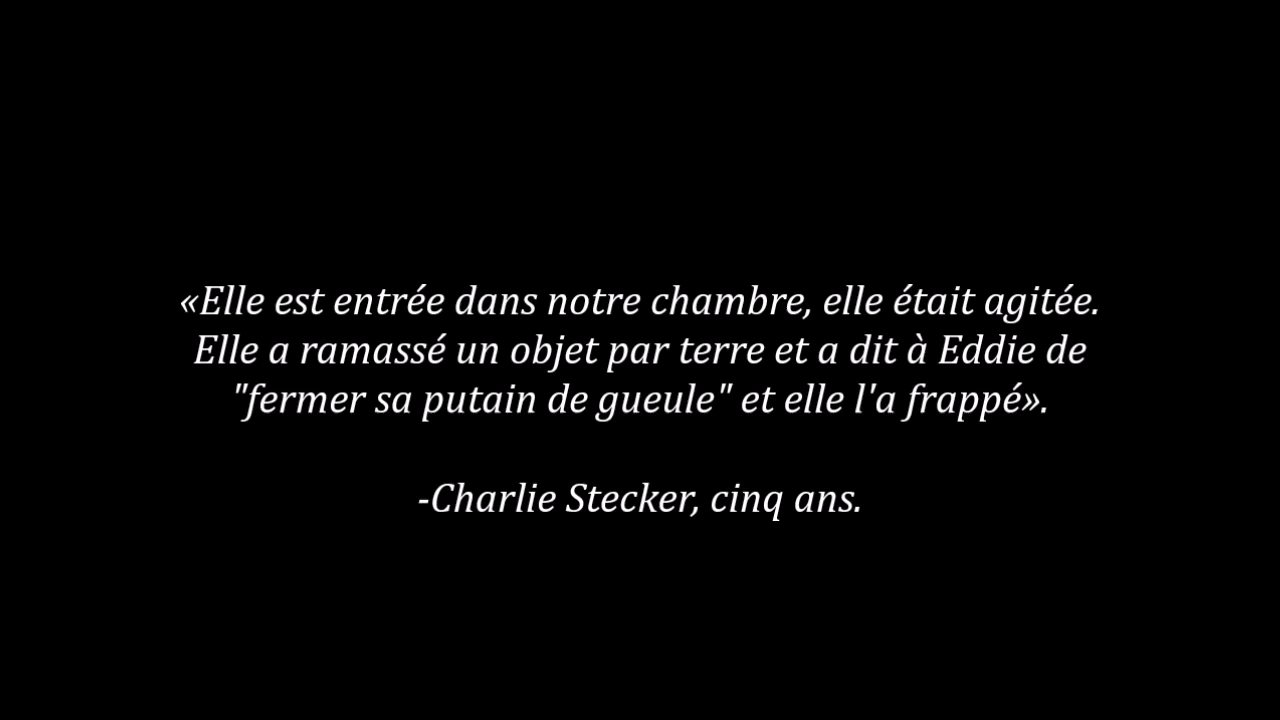 «Elle est entrée dans notre chambre, elle était agitée.
Elle a ramassé un objet par terre et a dit à Eddie de
"fermer sa putain de gueule" et elle l'a frappé».
-Charlie Stecker, cinq ans.